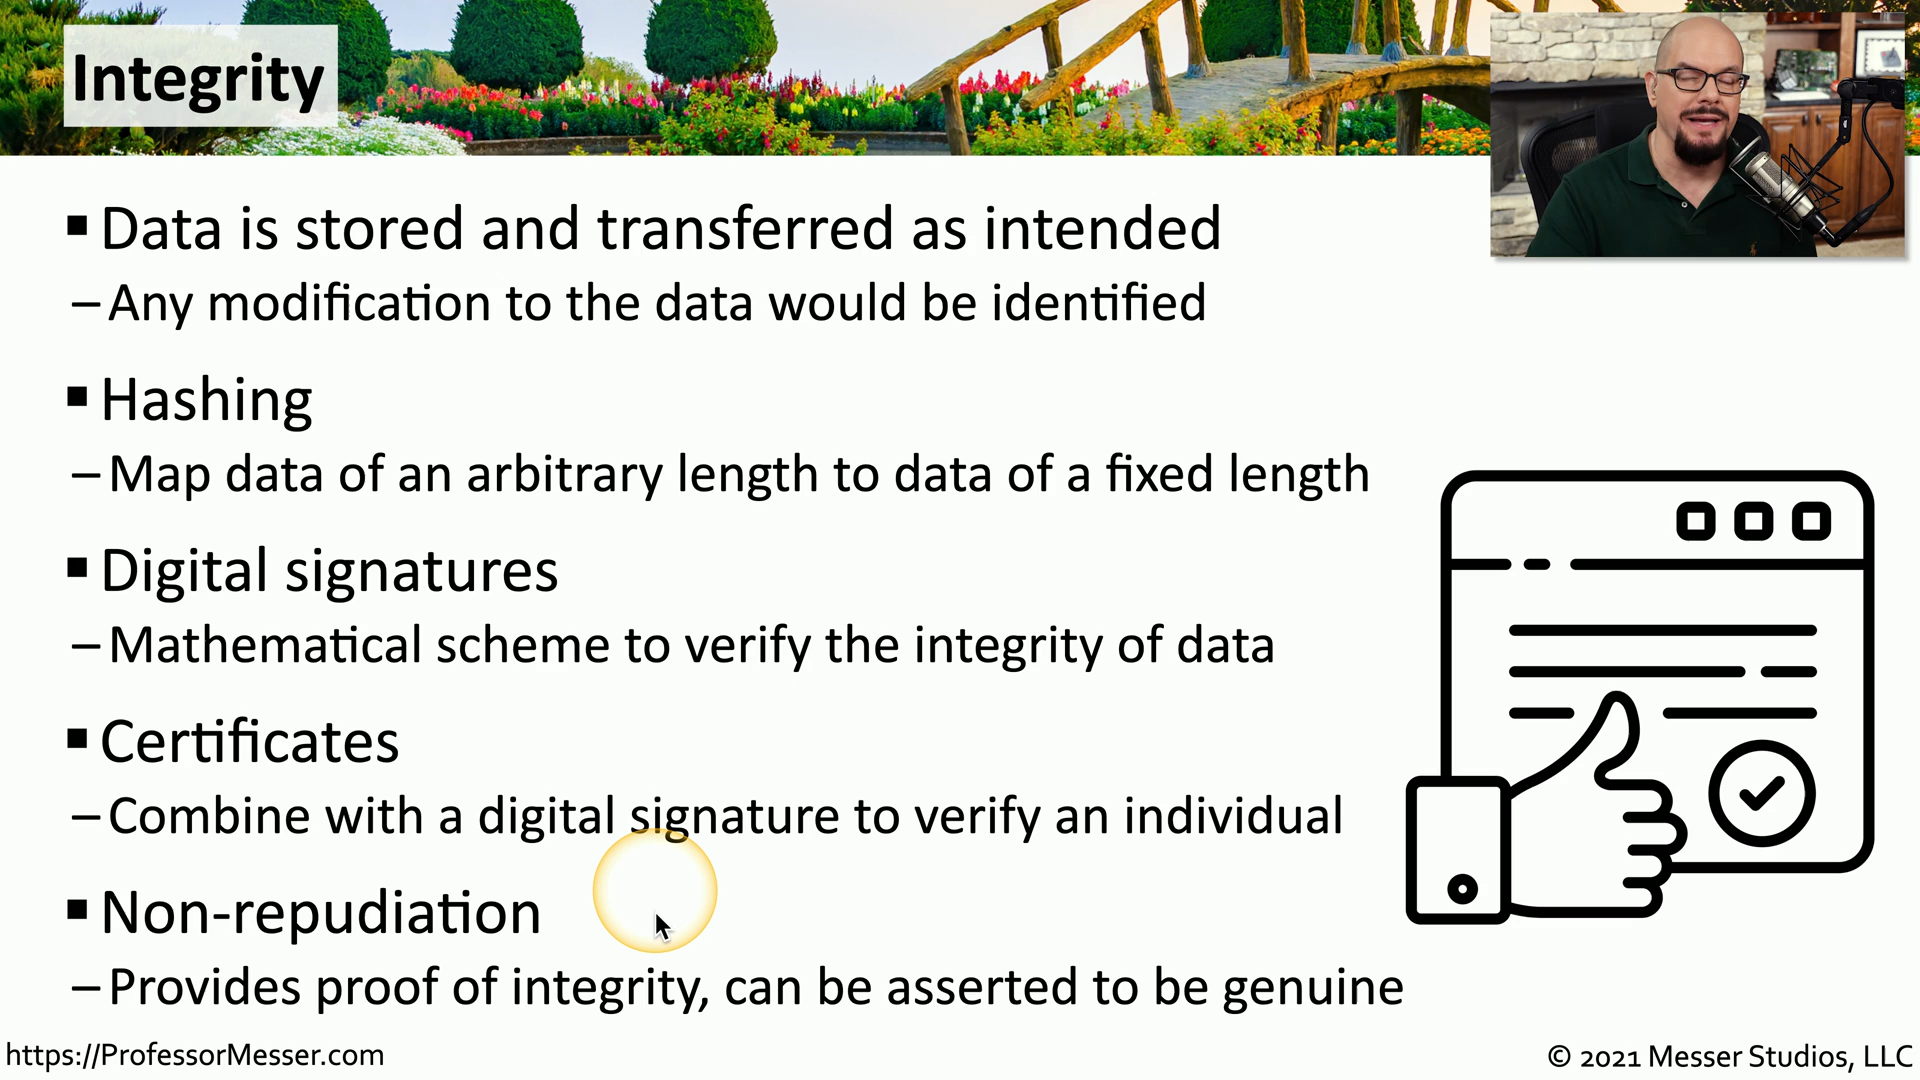 Integrity
▪ Data is stored and transferred as intended
– Any modification to the data would be identified
▪ Hashing
– Map data of an arbitrary length to data of a fixed length
▪ Digital signatures
– Mathematical scheme to verify the integrity of data
▪ Certificates
– Combine with a digital signature to verify an individual
▪ Non-repudiation
– Provides proof of integrity, can be asserted to be genuine
https://ProfessorMesser.com
© 2021 Messer Studios, LLC